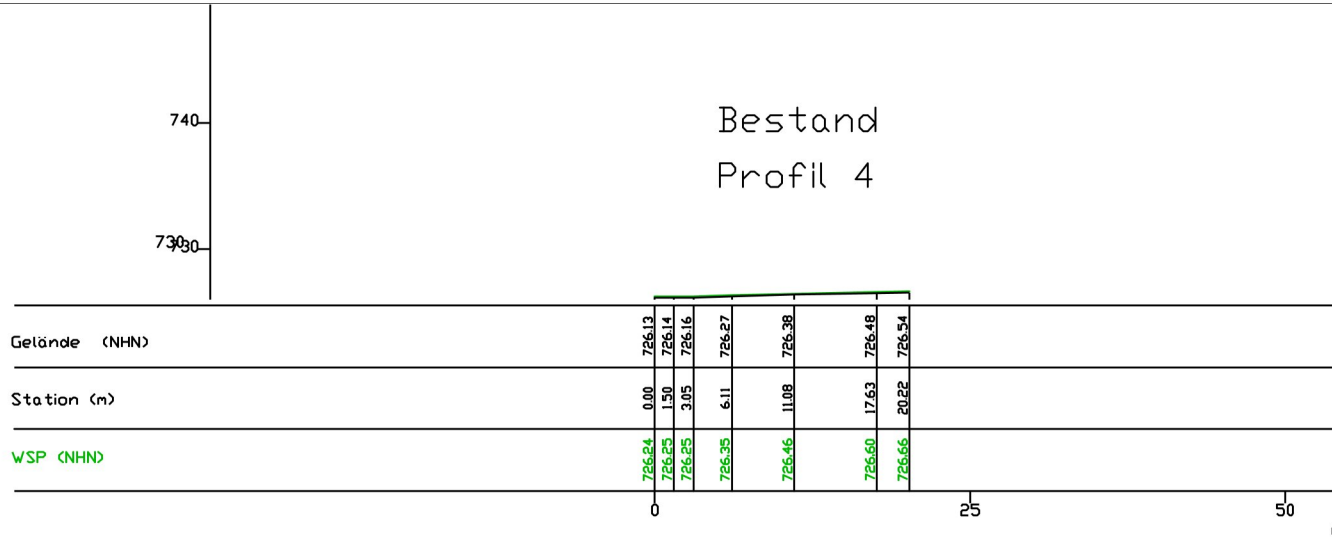 740
Bestand
Profil 4
730 730
Gelände (NHN) 726.13 726.14 726.16 726.27 726.38 726.48 726.54
Station (m) 0.00 1.50 3.05 6.11 11.08 17.63 20.22
WSP (NHN) 726.24 726.25 726.25 726.35 726.46 726.60 726.66
0 25 50